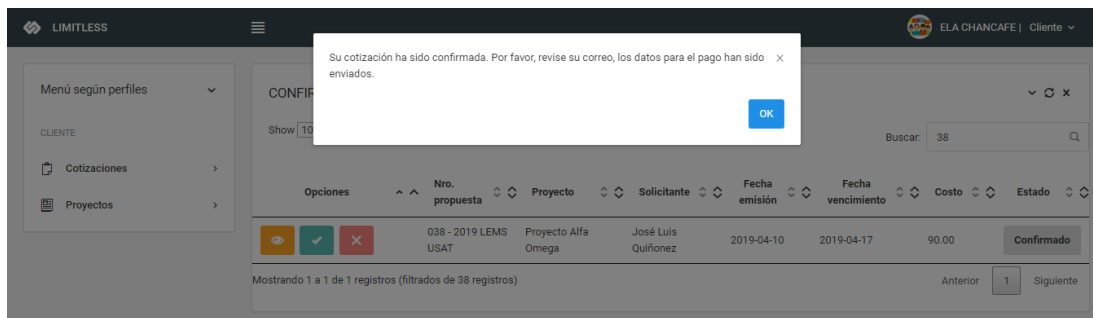 LIMITLESS
ELA CHANCAFE | Cliente
Su cotización ha sido confirmada. Por favor, revise su correo, los datos para el pago han sido
enviados.
OK
Menú según perfiles
CLIENTE
Cotizaciones
Proyectos
CONFIR
Show 10
Buscar: 38
Opciones
Nro.
propuesta
Proyecto
Solicitante
Fecha
emisión
Fecha
vencimiento
Costo
Estado
038 - 2019 LEMS
USAT
Proyecto Alfa
Omega
José Luis
Quiñonez
2019-04-10
2019-04-17
90.00
Confirmado
Mostrando 1 a 1 de 1 registros (filtrados de 38 registros)
Anterior 1 Siguiente